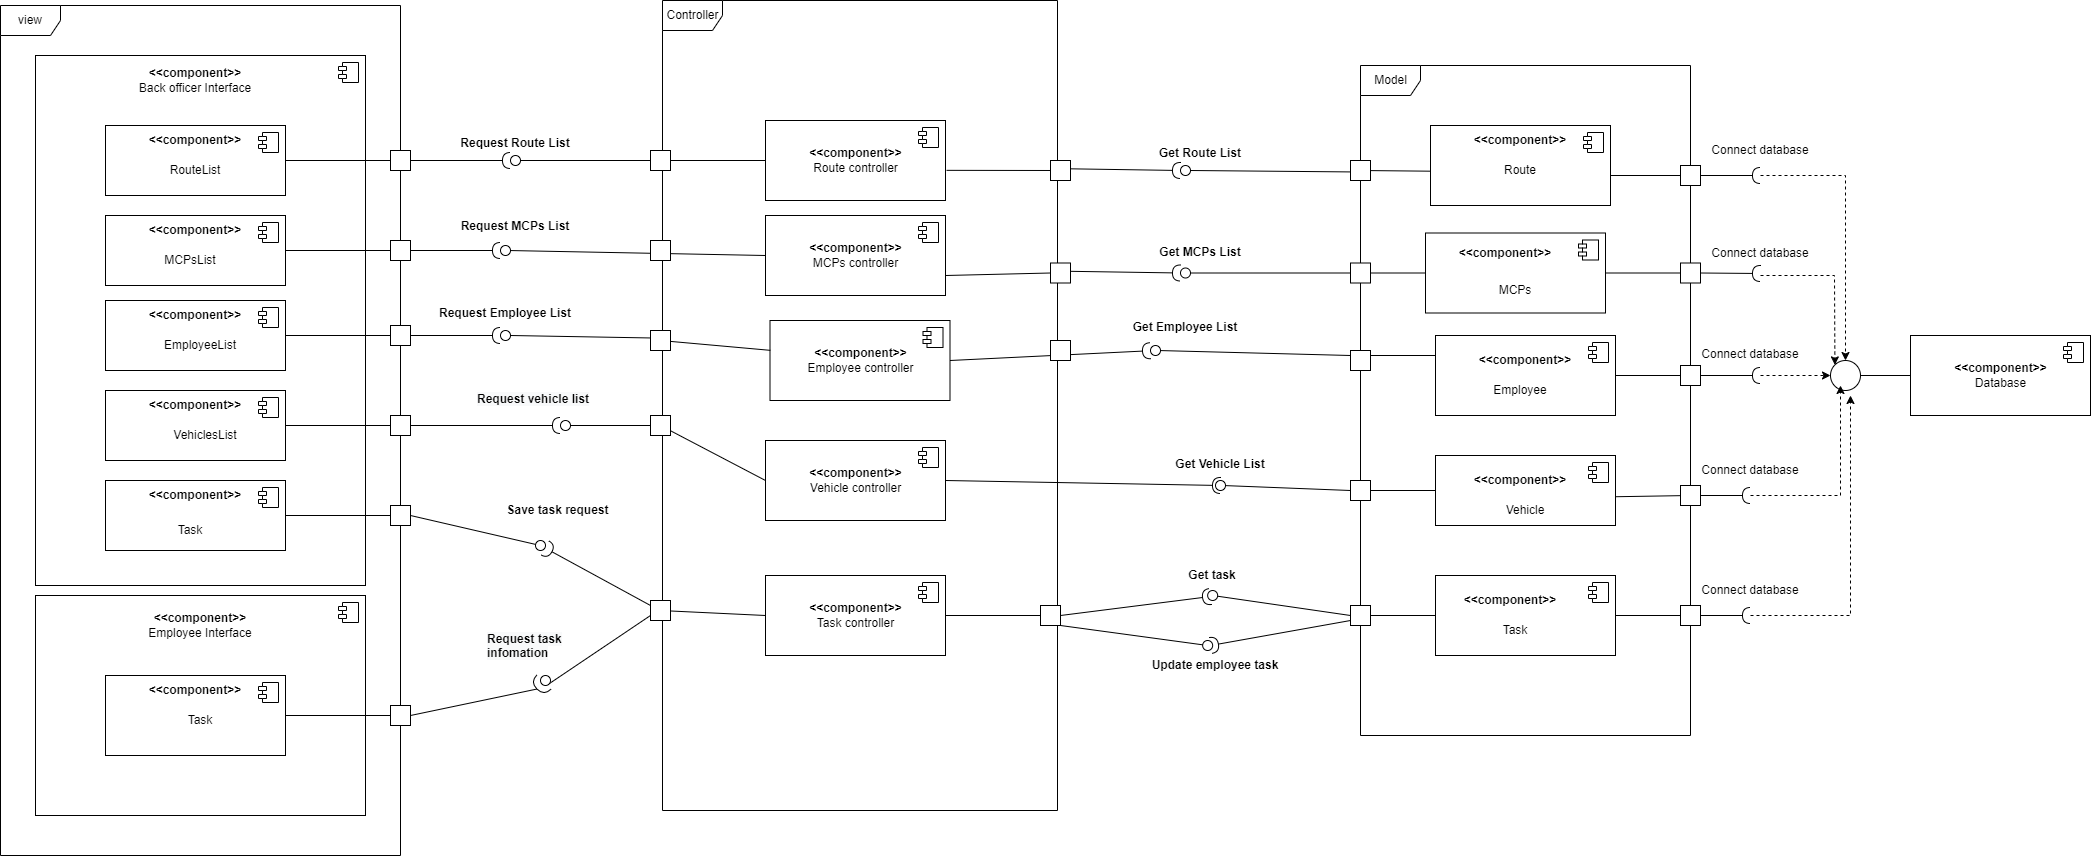 view
<<component>>
Back officer Interface
<<component>>
RouteList
<<component>>
MCPsList
<<component>>
EmployeeList
<<component>>
VehiclesList
<<component>>
Task
<<component>>
Employee Interface
<<component>>
Task
Request Route List
Request MCPs List
Request Employee List
Request vehicle list
Save task request
Request task
infomation
Controller
<<component>>
Route controller
<<component>>
MCPs controller
<<component>>
Employee controller
<<component>>
Vehicle controller
<<component>>
Task controller
Get Route List
Get MCPs List
Get Employee List
Get Vehicle List
Get task
Update employee task
Model
<<component>>
Route
<<component>>
MCPs
<<component>>
Employee
<<component>>
Vehicle
<<component>>
Task
Connect database
Connect database
Connect database
Connect database
Connect database
<<component>>
Database